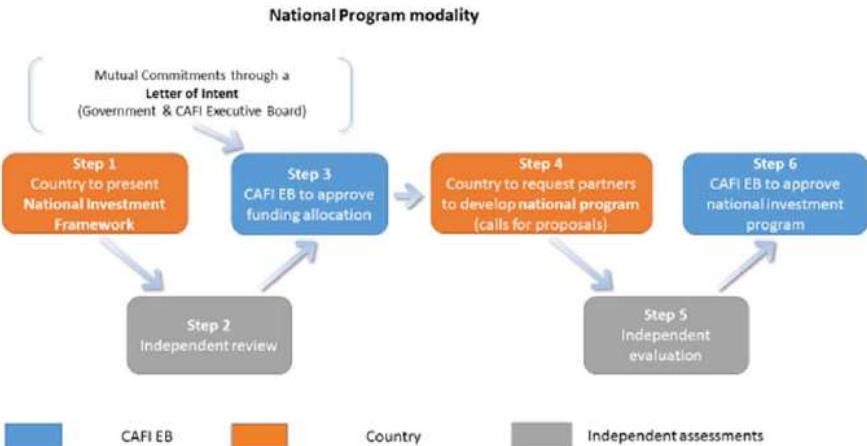 National Program modality
Mutual Commitments through a
Letter of Intent
(Government & CAFI Executive Board)
Step 1
Country to present
National Investment
Framework
Step 3
CAFI EB to approve
funding allocation
Step 4
Country to request partners
to develop national program
(calls for proposals)
Step 6
CAFI EB to approve
national investment
program
Step 2
Independent review
Step 5
Independent
evaluation
CAFI EB
Country
Independent assessments